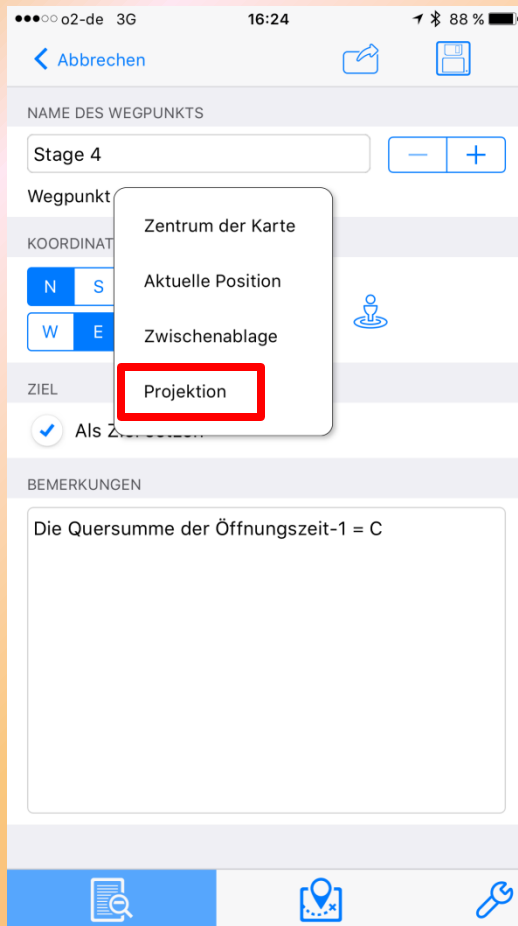 o2-de 3G 16:24 88 %
Abbrechen
NAME DES WEGPUNKTS
Stage 4
Wegpunkt
Zentrum der Karte
KOORDINAT
N S
Aktuelle Position
W E
Zwischenablage
ZIEL
Projektion
Als
BEMERKUNGEN
Die Quersumme der Öffnungszeit-1 = C